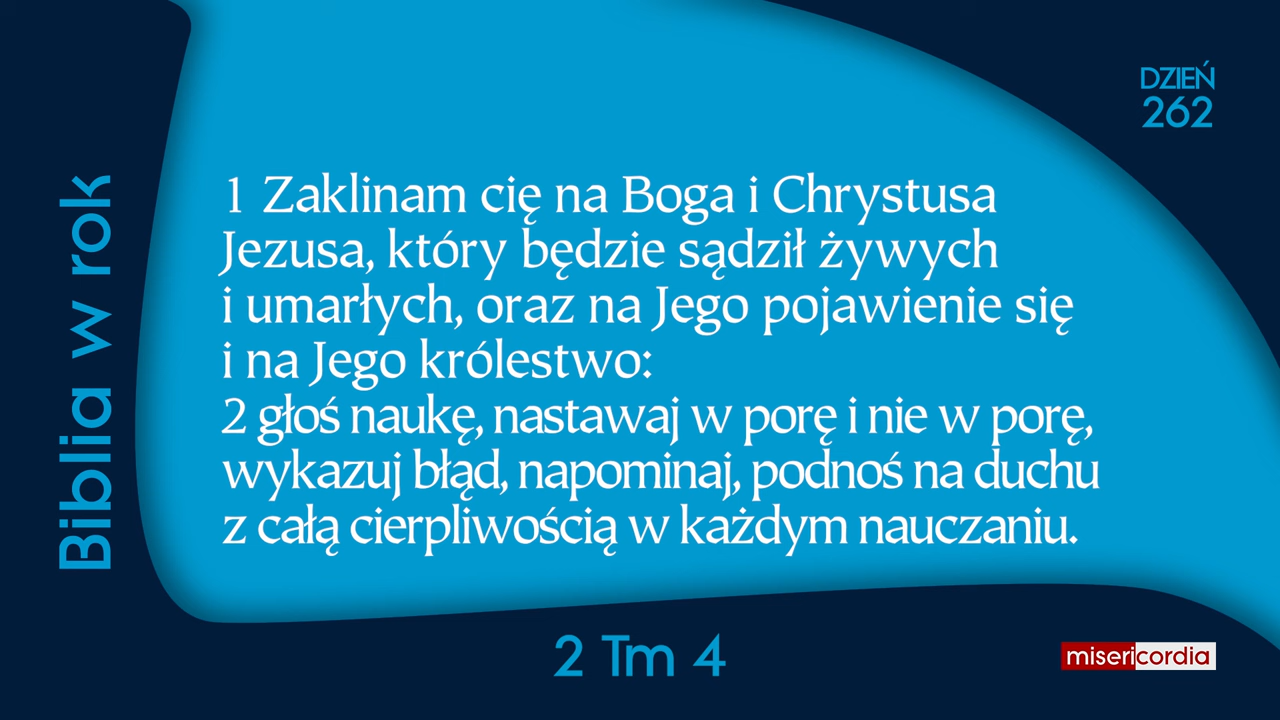 DZIEŃ
262
Biblia w rok
1 Zaklinam cię na Boga i Chrystusa
Jezusa, który będzie sądził żywych
i umarłych, oraz na Jego pojawienie się
i na Jego królestwo:
2 głoś naukę, nastawaj w porę i nie w porę,
wykazuj błąd, napominaj, podnoś na duchu
z całą cierpliwością w każdym nauczaniu.
2 Tm 4
misericordia